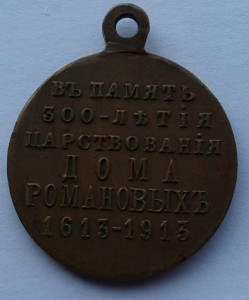 ВЪ ПАМЯТЬ
300-ЛѢТІЯ
ЦАРСТВОВАНІЯ
ДОМА
РОМАНОВЫХЪ
1613-1913